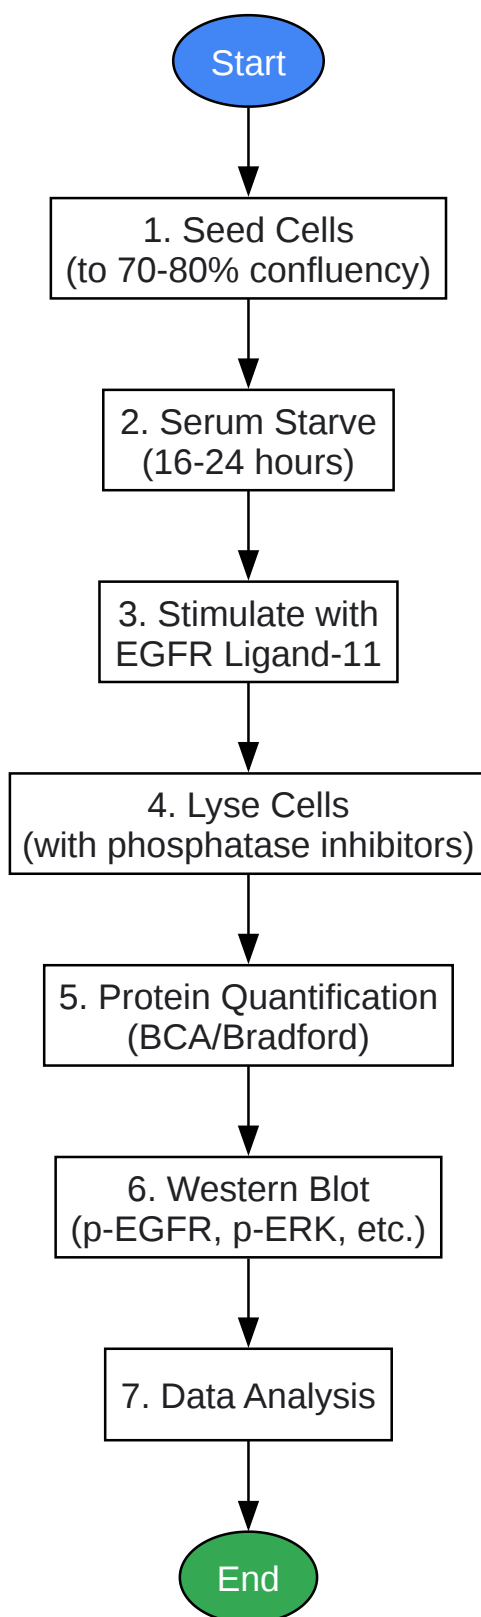 Start
1. Seed Cells
(to 70-80% confluency)
2. Serum Starve
(16-24 hours)
3. Stimulate with
EGFR Ligand-11
4. Lyse Cells
(with phosphatase inhibitors)
5. Protein Quantification
(BCA/Bradford)
6. Western Blot
(p-EGFR, p-ERK, etc.)
7. Data Analysis
End